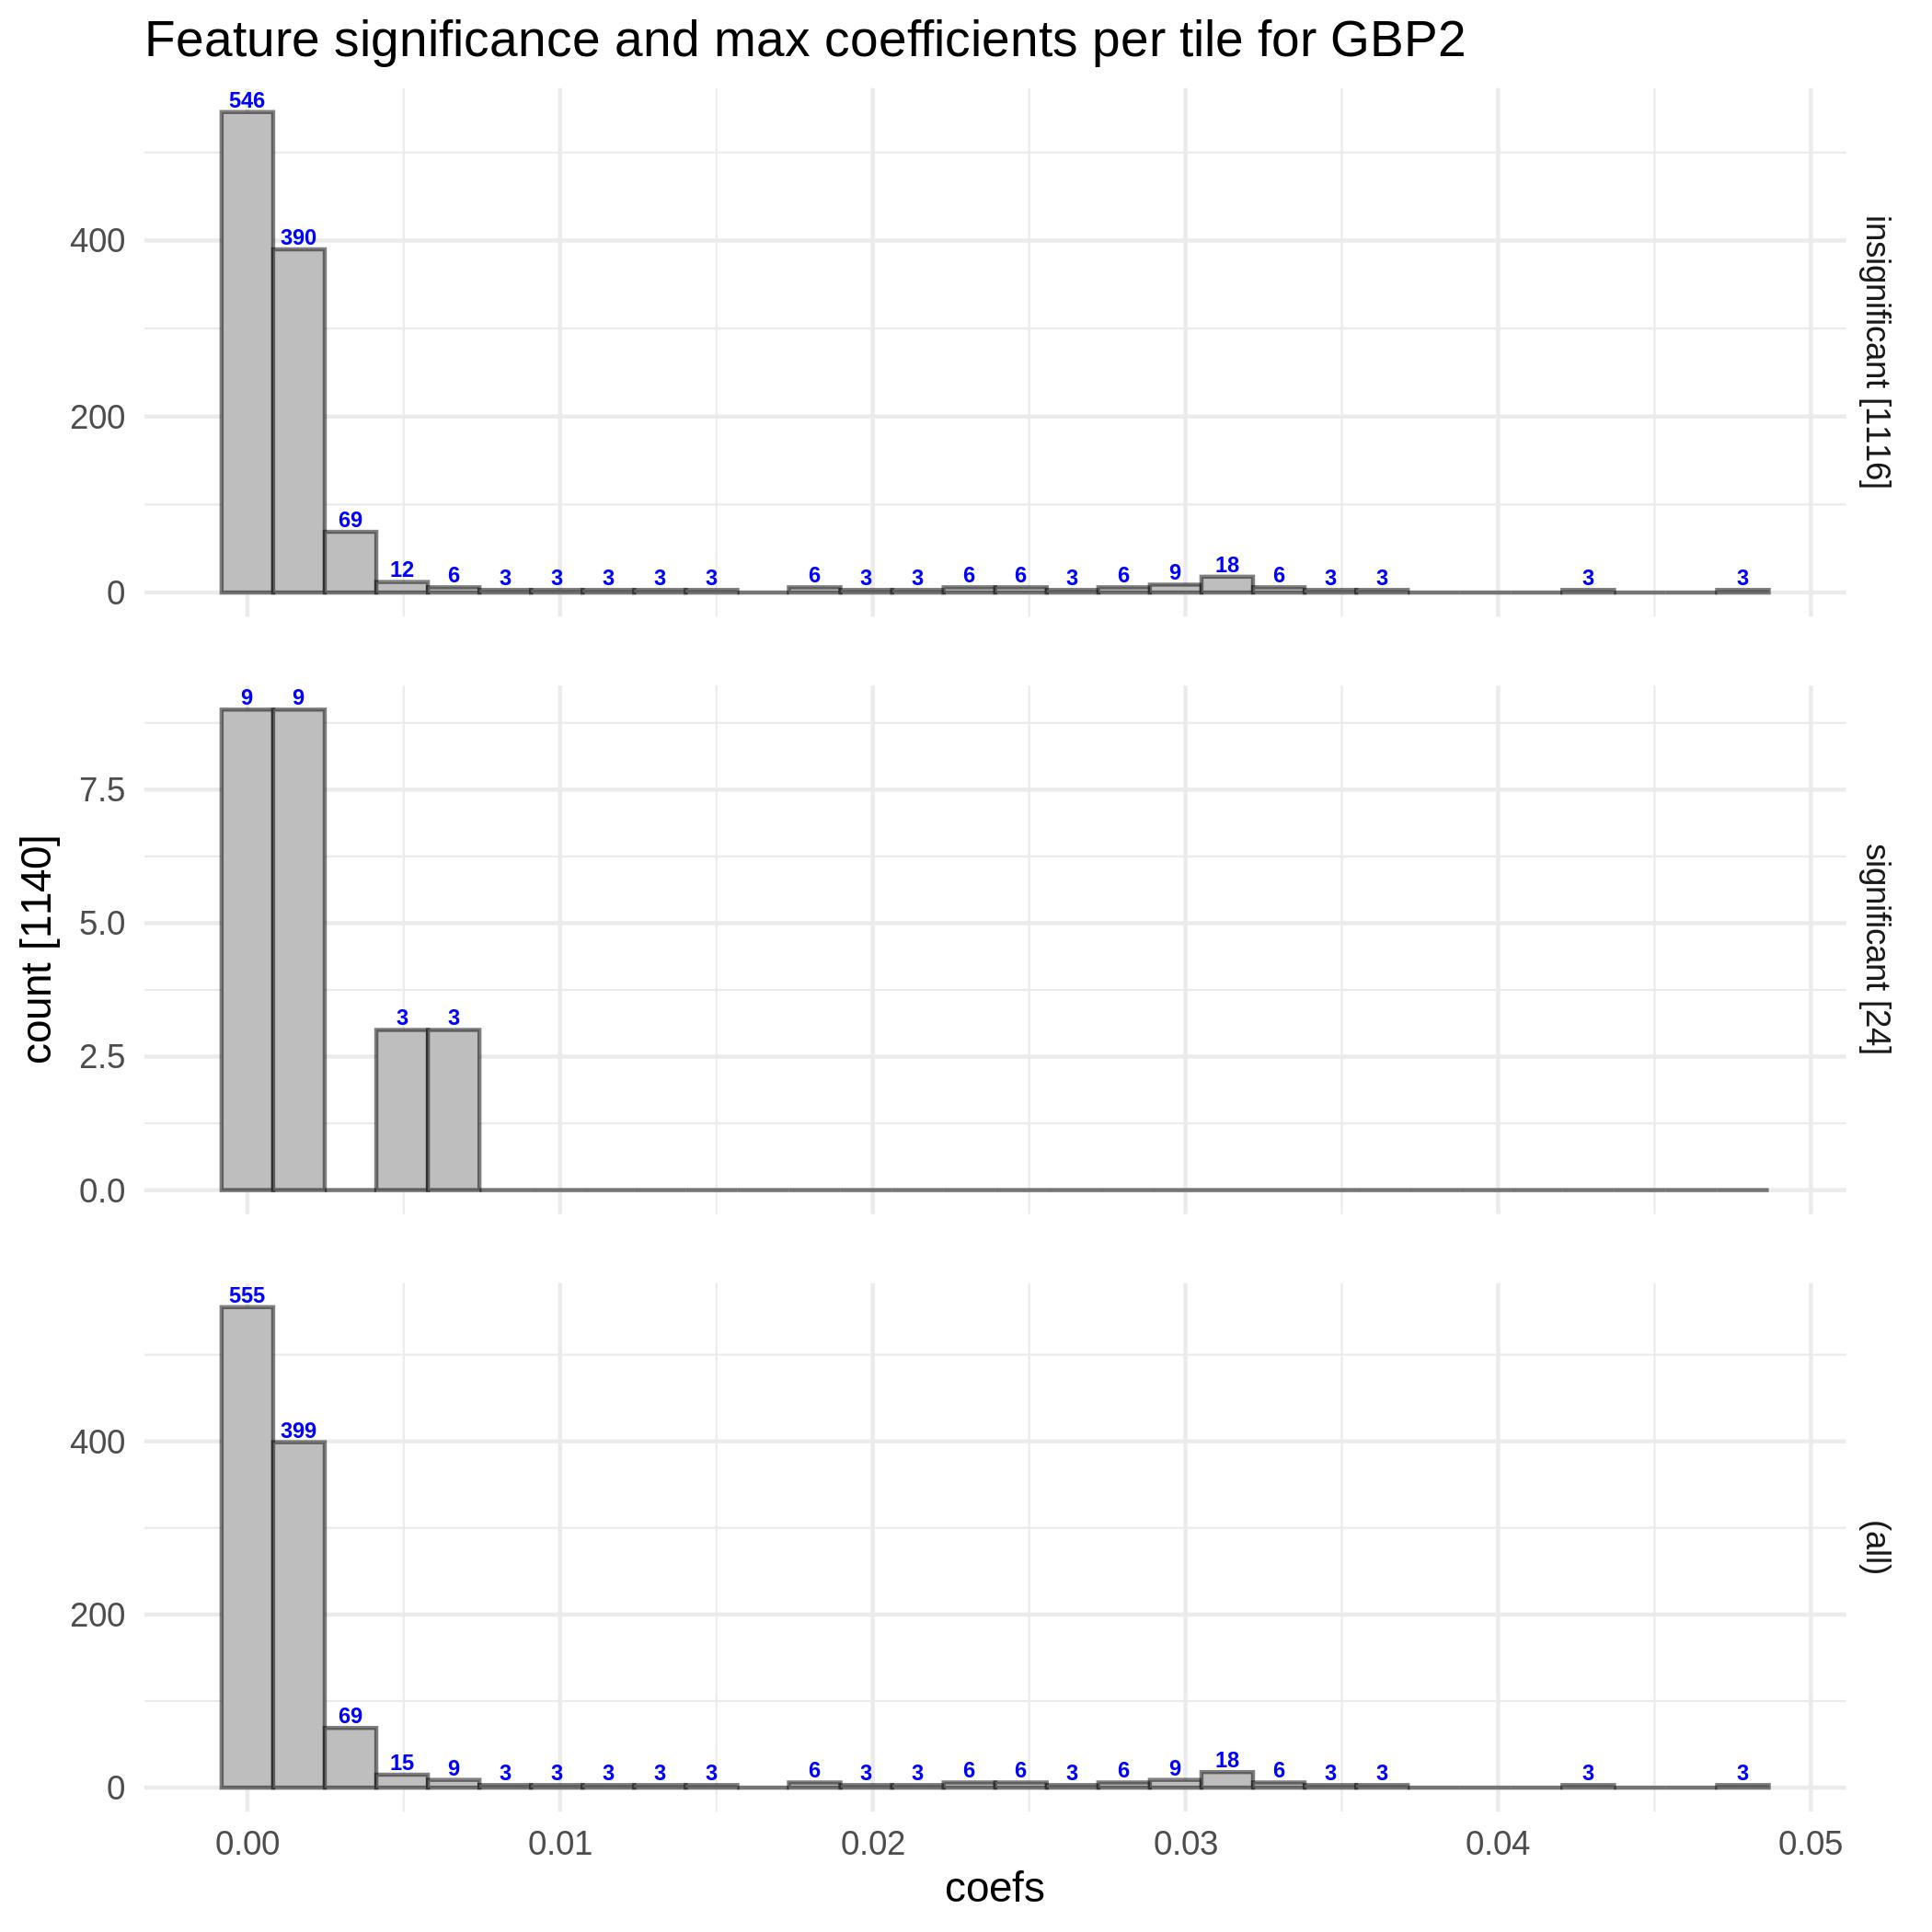 Feature significance and max coefficients per tile for GBP2
546
390
69
12 6 3 3 3 3 3 6 3 3 6 6 3 6 9 18 6 3 3 3 3
400
200
0
insignificant [1116]
9 9
3 3
7.5
5.0
2.5
0.0
significant [24]
count [1140]
555
399
69
15 9 3 3 3 3 3 6 3 3 6 6 3 6 9 18 6 3 3 3 3
400
200
0
(all)
0.00 0.01 0.02 0.03 0.04 0.05
coefs